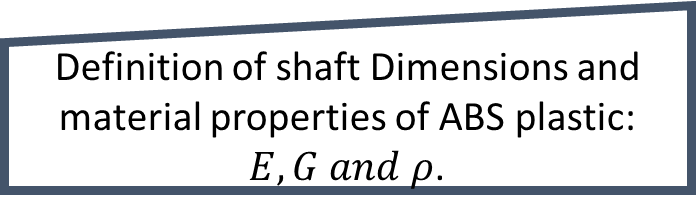 Definition of shaft Dimensions and
material properties of ABS plastic:
E, G and ρ.